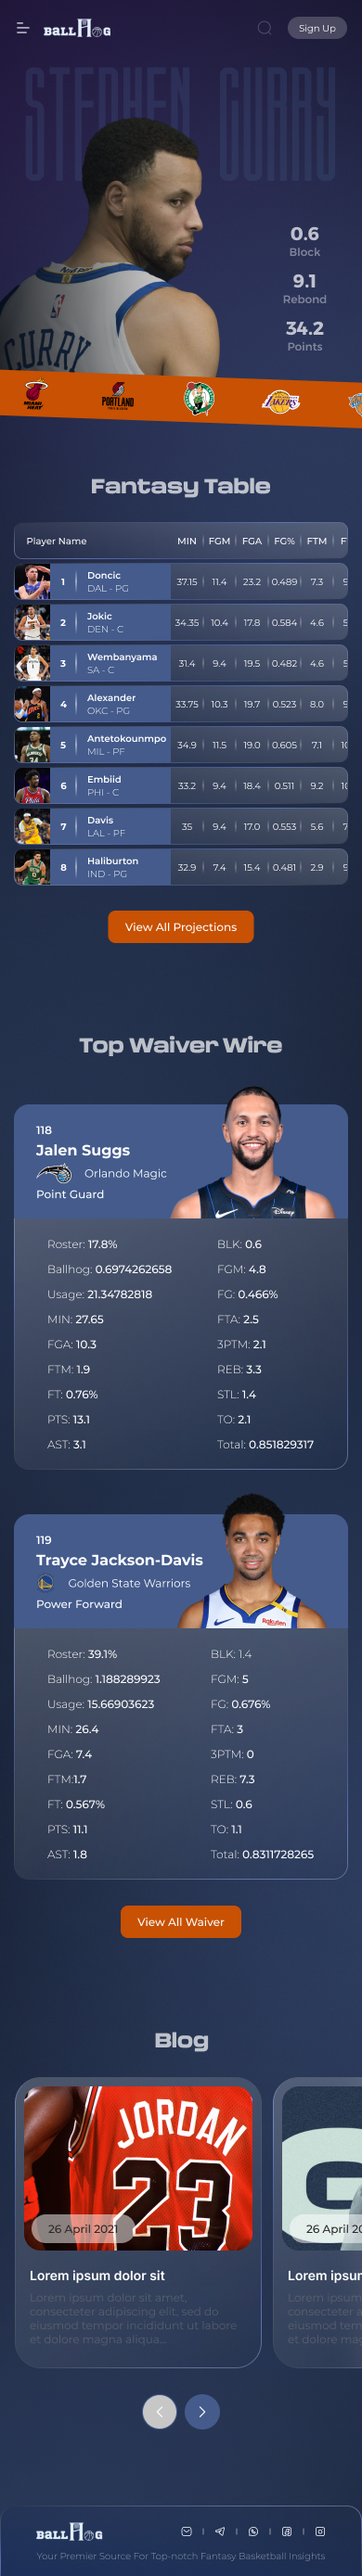 BALLHOG
Sign Up
STEPHEN CURRY
0.6
Block
9.1
Rebond
34.2
Points
CURRY
MIAMI HEAT
PORTLAND
LAKERS
Fantasy Table
Player Name MIN FGM FGA FG% FTM F
1 Doncic 37.15 11.4 23.2 0.489 7.3 9
DAL - PG
2 Jokic 34.35 10.4 17.8 0.584 4.6 5
DEN - C
3 Wembanyama 31.4 9.4 19.5 0.482 4.6 5
SA - C
4 Alexander 33.75 10.3 19.7 0.523 8.0 9
OKC - PG
5 Antetokounmpo 34.9 11.5 19.0 0.605 7.1 10
MIL - PF
6 Embiid 33.2 9.4 18.4 0.511 9.2 10
PHI - C
7 Davis 35 9.4 17.0 0.553 5.6 7
LAL - PF
8 Haliburton 32.9 7.4 15.4 0.481 2.9 9
IND - PG
View All Projections
Top Waiver Wire
118
Jalen Suggs
Orlando Magic
Point Guard
Roster: 17.8% BLK: 0.6
Ballhog: 0.6974262658 FGM: 4.8
Usage: 21.34782818 FG: 0.466%
MIN: 27.65 FTA: 2.5
FGA: 10.3 3PTM: 2.1
FTM: 1.9 REB: 3.3
FT: 0.76% STL: 1.4
PTS: 13.1 TO: 2.1
AST: 3.1 Total: 0.851829317
119
Trayce Jackson-Davis
Golden State Warriors
Power Forward
Rakuten
Roster: 39.1% BLK: 1.4
Ballhog: 1.188289923 FGM: 5
Usage: 15.66903623 FG: 0.676%
MIN: 26.4 FTA: 3
FGA: 7.4 3PTM: 0
FTM:1.7 REB: 7.3
FT: 0.567% STL: 0.6
PTS: 11.1 TO: 1.1
AST: 1.8 Total: 0.8311728265
View All Waiver
Blog
JORDAN
23
26 April 2021 26 April 20
Lorem ipsum dolor sit Lorem ipsum
Lorem ipsum dolor sit amet, Lorem ipsum
consecteter adipiscing elit, sed do consecteter a
eiusmod tempor incididunt ut labore eiusmod tem
et dolore magna aliqua... et dolore mag
BALLHOG
Your Premier Source For Top-notch Fantasy Basketball Insights